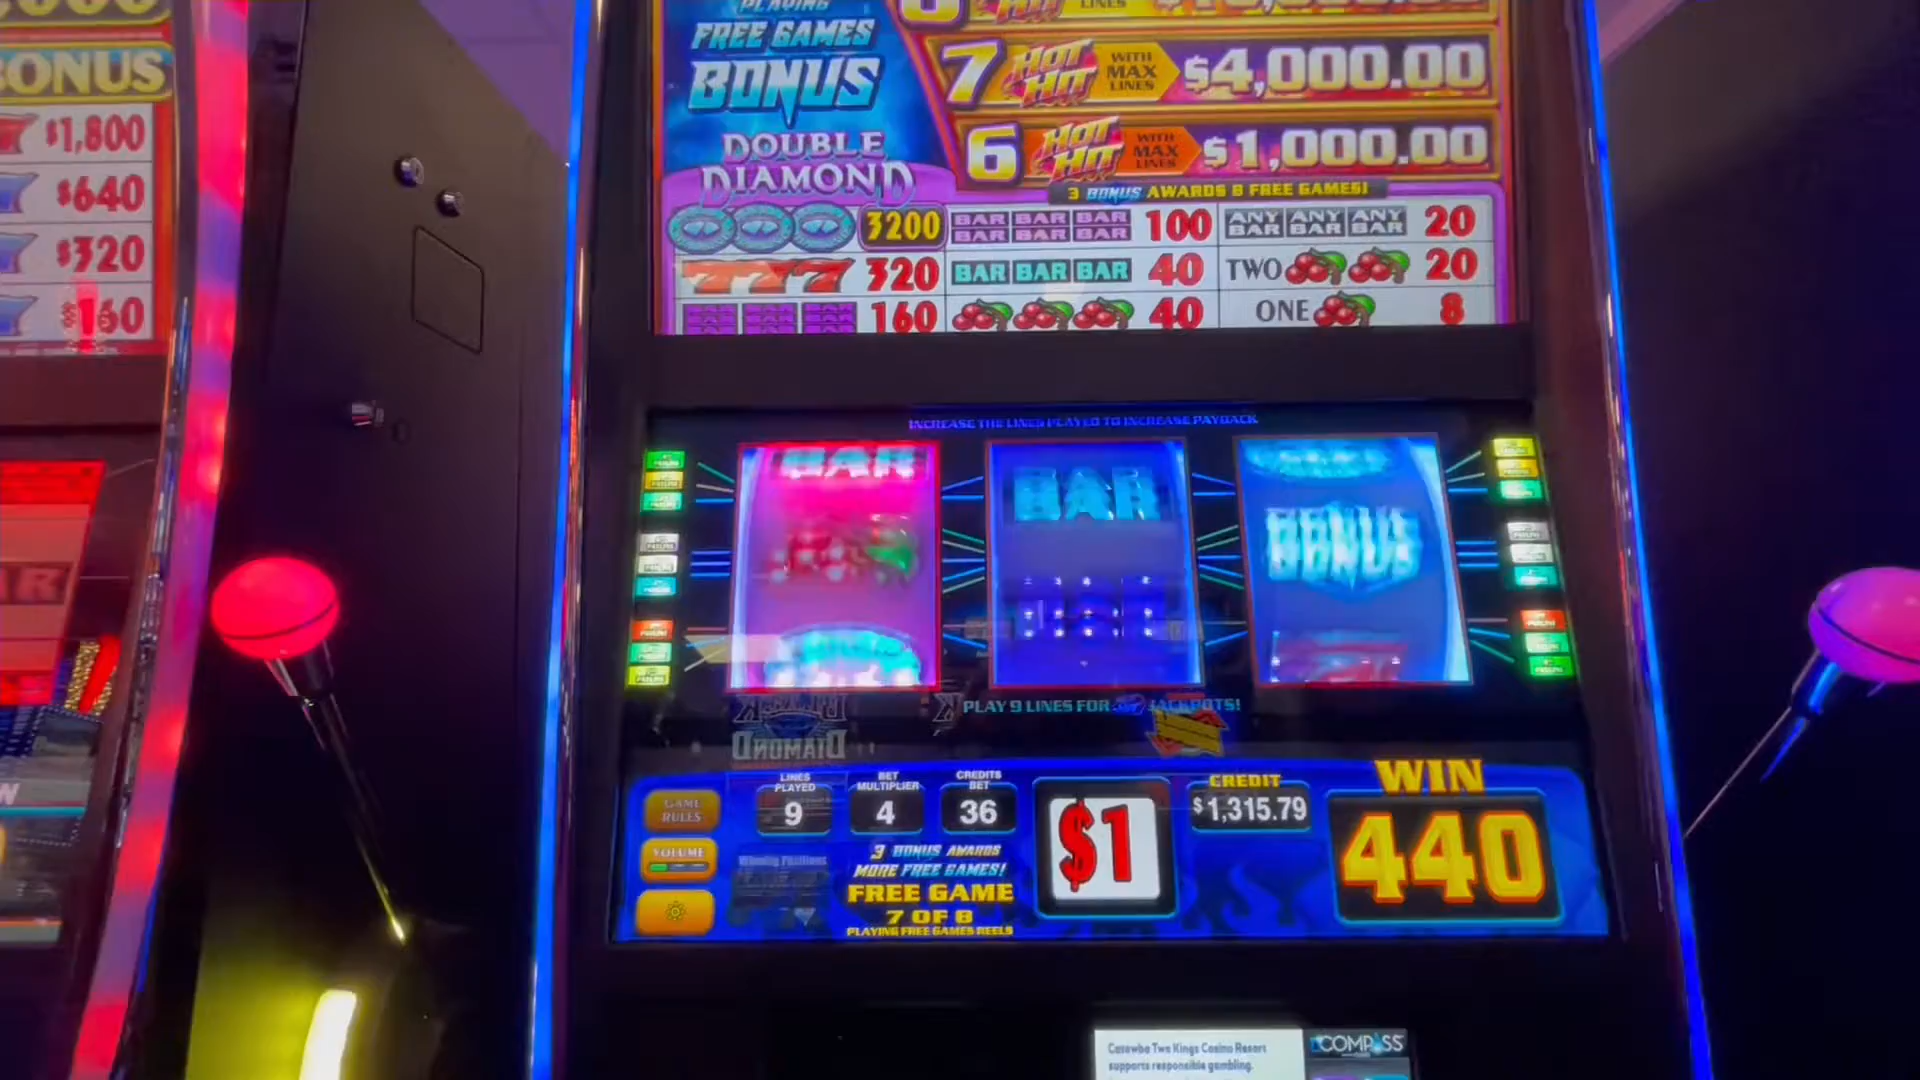 BONUS
$1,800
$640
$320
$160
PLAYING
FREE GAMES
BONUS
DOUBLE
DIAMOND
7 HOT HIT WITH MAX LINES $4,000.00
6 HOT HIT WITH MAX LINES $1,000.00
3 BONUS AWARDS 8 FREE GAMES!
3200
BAR BAR BAR
BAR BAR BAR
100
ANY ANY ANY
BAR BAR BAR
20
777 320
BAR BAR BAR 40
TWO 20
160
40
ONE 8
INCREASE THE LINES PLAYED TO INCREASE PAYBACK
BAR
BAR
BAR
BONUS
BONUS
PLAY 9 LINES FOR JACKPOTS!
BLACK
DIAMOND
GAME
RULES
VOLUME
LINES
PLAYED
9
BET
MULTIPLIER
4
CREDITS
BET
36
3 BONUS AWARDS
MORE FREE GAMES!
FREE GAME
7 OF 8
PLAYING FREE GAMES REELS
$1
CREDIT
$1,315.79
WIN
440
Catawba Two Kings Casino Resort
supports responsible gambling.
COMPASS